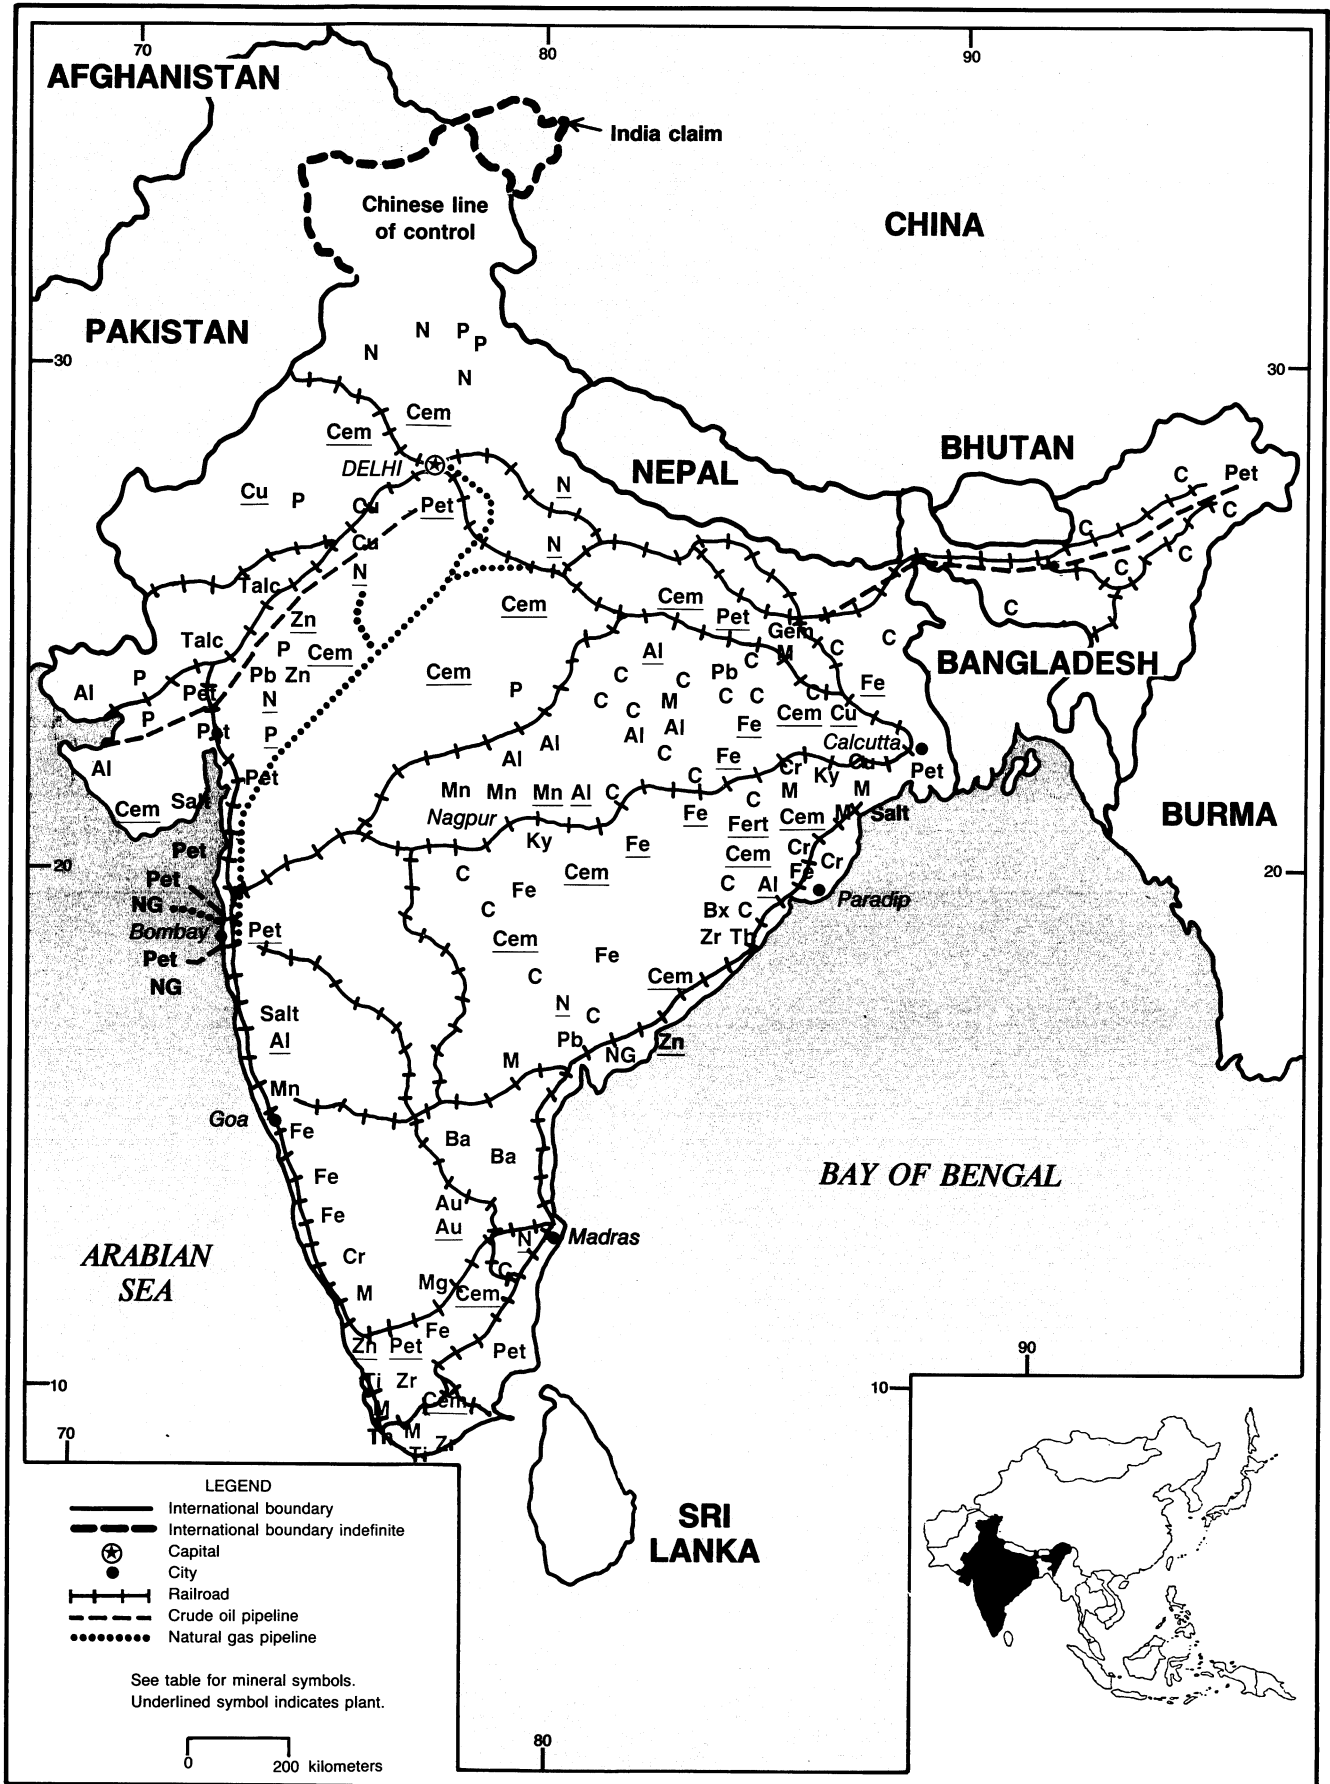 70
80
90
AFGHANISTAN
India claim
Chinese line
of control
CHINA
PAKISTAN
N
P
P
N
N
30
30
Cem
Cem
DELHI
BHUTAN
NEPAL
C
Pet
Cu
P
Cu
Pet
N
C
C
Cu
N
C
C
Talc
N
Cem
Cem
C
Zn
Pet
Gem
Talc
P
Cem
Al
C
M
C
C
BANGLADESH
Al
P
Pb
Zn
Cem
C
C
Pb
Pet
N
P
C
M
C
C
C
Fe
P
C
Al
Al
Fe
Cem
Cu
Pet
P
Al
C
Calcutta
Al
Al
Fe
Cr
Cu
Pet
Pet
C
Ky
Cem
Salt
Mn
Mn
Mn
Al
C
C
M
M
BURMA
Nagpur
Fe
Fert
Cem
M
Salt
Pet
Ky
Fe
Cem
Cr
Cr
20
Pet
C
Cem
Fe
20
NG
Fe
C
Al
Paradip
Bombay
Pet
C
Bx
C
Pet
Cem
Zr
Th
NG
Fe
C
Cem
Salt
N
C
Al
Pb
NG
Zn
M
Mn
Goa
Fe
Ba
Ba
Fe
BAY OF BENGAL
Fe
Au
Au
N
Madras
ARABIAN
SEA
Cr
C
M
Mg
Cem
Fe
Zn
Pet
Pet
90
10
Ti
Zr
10
Cem
M
M
Th
Ti
Zr
70
LEGEND
International boundary
International boundary indefinite
Capital
City
Railroad
Crude oil pipeline
Natural gas pipeline
See table for mineral symbols.
Underlined symbol indicates plant.
0
200 kilometers
SRI
LANKA
80